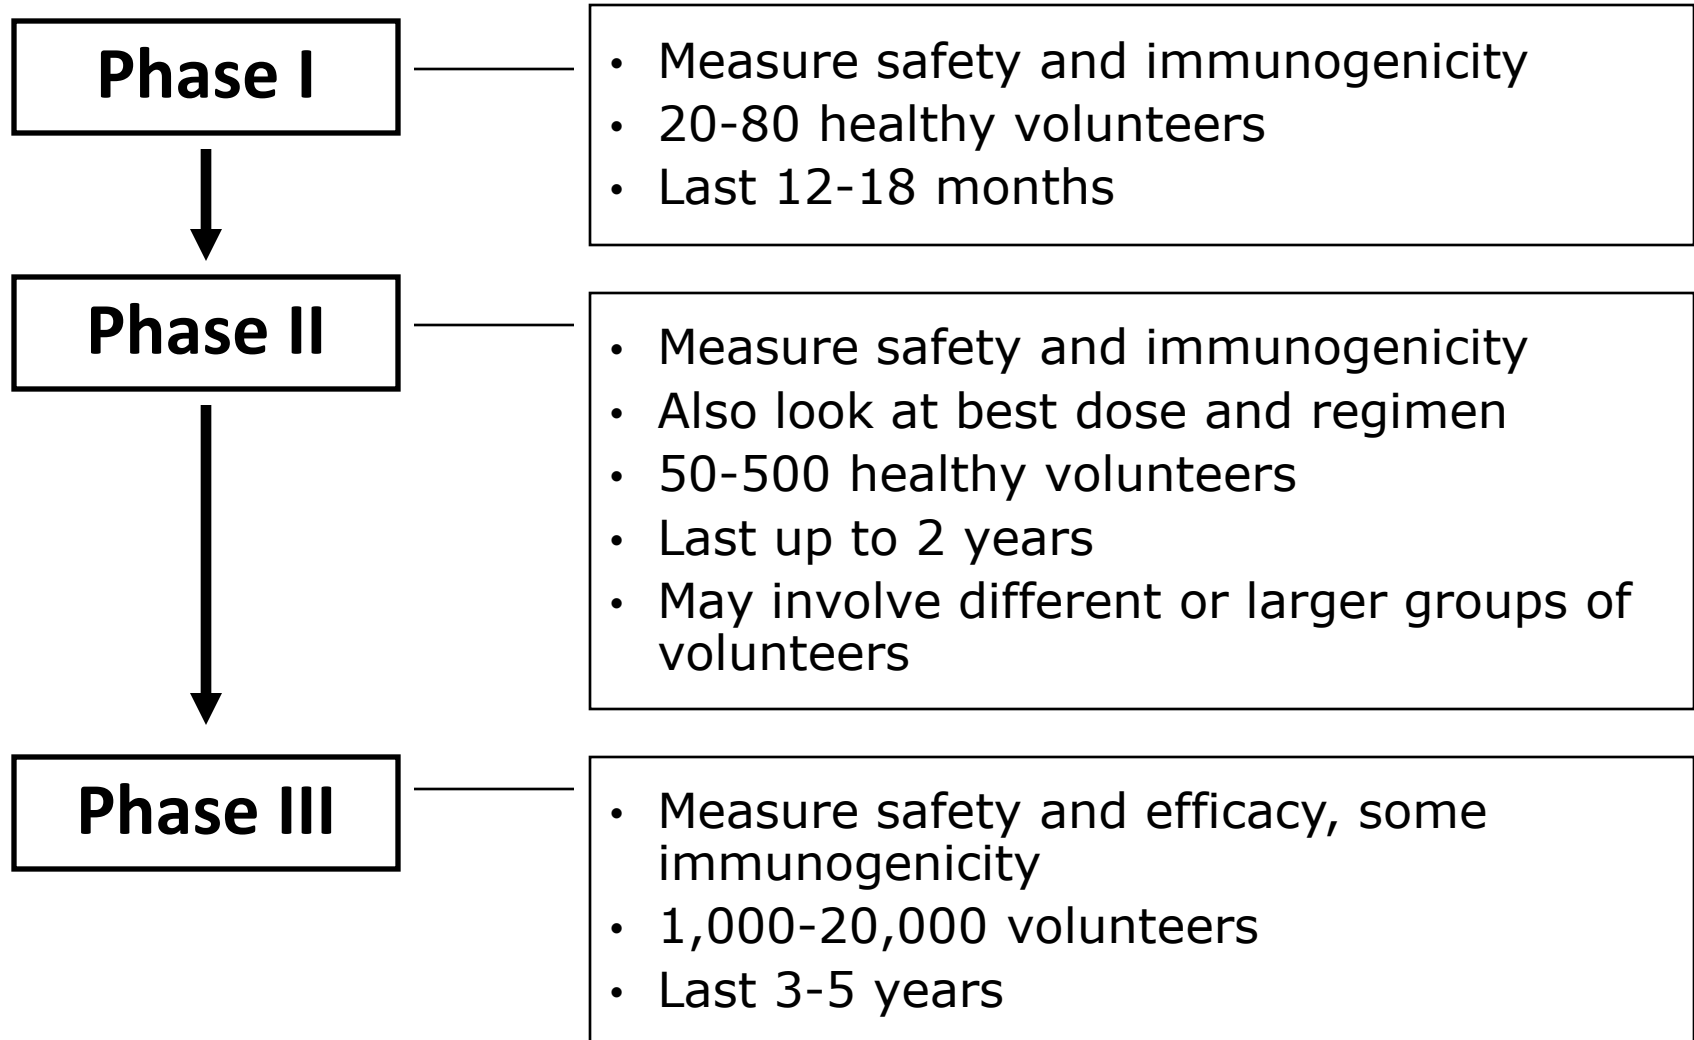 Phase I
• Measure safety and immunogenicity
• 20-80 healthy volunteers
• Last 12-18 months
Phase II
• Measure safety and immunogenicity
• Also look at best dose and regimen
• 50-500 healthy volunteers
• Last up to 2 years
• May involve different or larger groups of
volunteers
Phase III
• Measure safety and efficacy, some
immunogenicity
• 1,000-20,000 volunteers
• Last 3-5 years